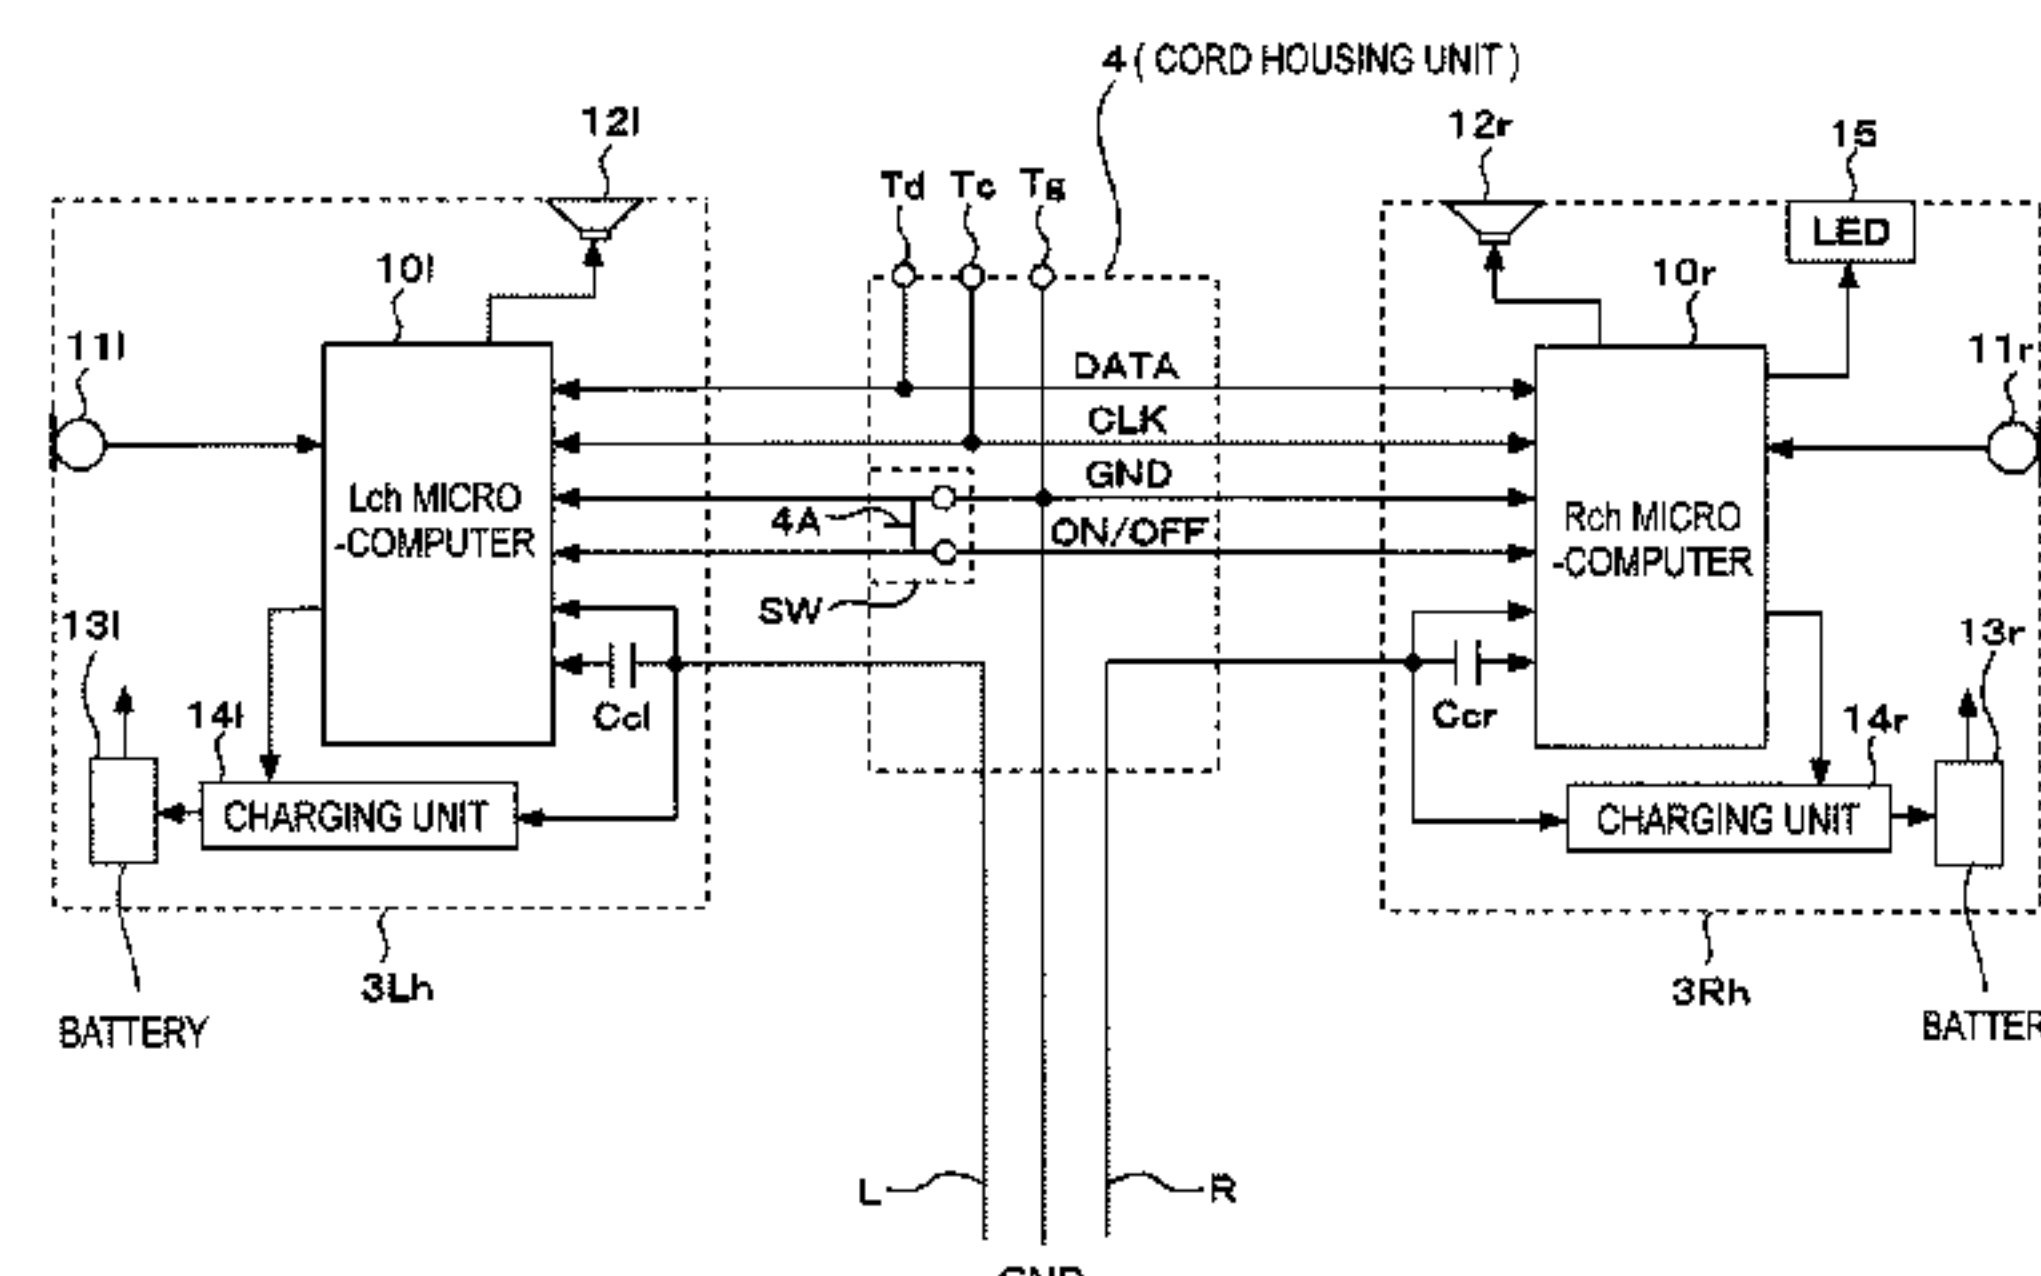 4 ( CORD HOUSING UNIT )
12l
12r
15
Td Tc Tg
LED
10l
10r
11l
11r
DATA
CLK
GND
ON/OFF
4A
SW
Lch MICRO
-COMPUTER
Rch MICRO
-COMPUTER
13l
13r
14l
14r
Ccl
Ccr
CHARGING UNIT
CHARGING UNIT
3Lh
3Rh
BATTERY
BATTER
L
R
GND